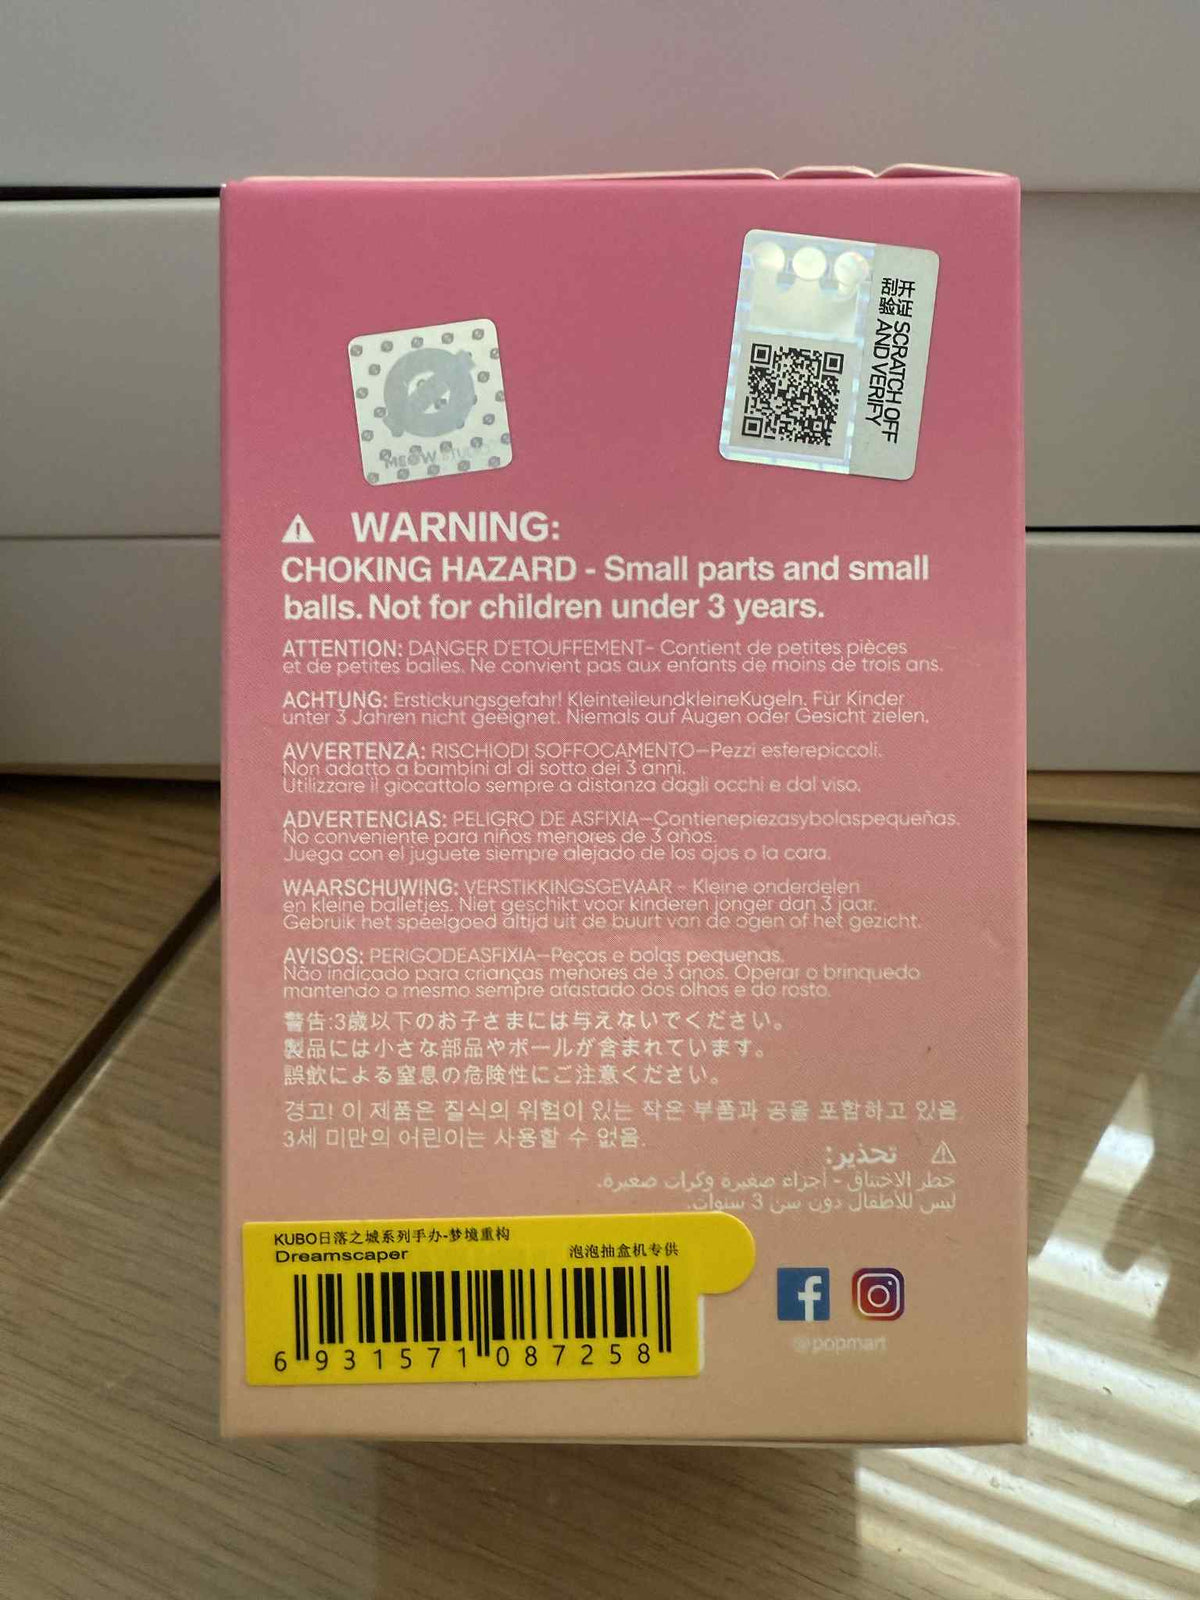 开证 SCRATCH OFF
刮验 AND VERIFY
MEOW
WARNING:
CHOKING HAZARD - Small parts and small
balls. Not for children under 3 years.
ATTENTION: DANGER D'ETOUFFEMENT- Contient de petites pièces
et de petites balles. Ne convient pas aux enfants de moins de trois ans.
ACHTUNG: Erstickungsgefahr! KleinteileundkleineKugeln. Für Kinder
unter 3 Jahren nicht geeignet. Niemals auf Augen oder Gesicht zielen.
AVVERTENZA: RISCHIODI SOFFOCAMENTO—Pezzi esferepiccoli.
Non adatto a bambini al di sotto dei 3 anni.
Utilizzare il giocattolo sempre a distanza dagli occhi e dal viso.
ADVERTENCIAS: PELIGRO DE ASFIXIA—Contienepiezasybolaspequeñas.
No conveniente para niños menores de 3 años.
Juega con el juguete siempre alejado de los ojos o la cara.
WAARSCHUWING: VERSTIKKINGSGEVAAR - Kleine onderdelen
en kleine balletjes. Niet geschikt voor kinderen jonger dan 3 jaar.
Gebruik het speelgoed altijd uit de buurt van de ogen of het gezicht.
AVISOS: PERIGODEASFIXIA—Peças e bolas pequenas.
Não indicado para crianças menores de 3 anos. Operar o brinquedo
mantendo o mesmo sempre afastado dos olhos e do rosto.
警告:3歳以下のお子さまには与えないでください。
製品には小さな部品やボールが含まれています。
誤飲による窒息の危険性にご注意ください。
경고! 이 제품은 질식의 위험이 있는 작은 부품과 공을 포함하고 있음
3세 미만의 어린이는 사용할 수 없음.
تحذير:
خطر الاختناق - أجزاء صغيرة وكرات صغيرة.
ليس للأطفال دون سن 3 سنوات.
KUBO日落之城系列手办-梦境重构
Dreamscaper 泡泡抽盒机专供
6 931571 087258
@popmart